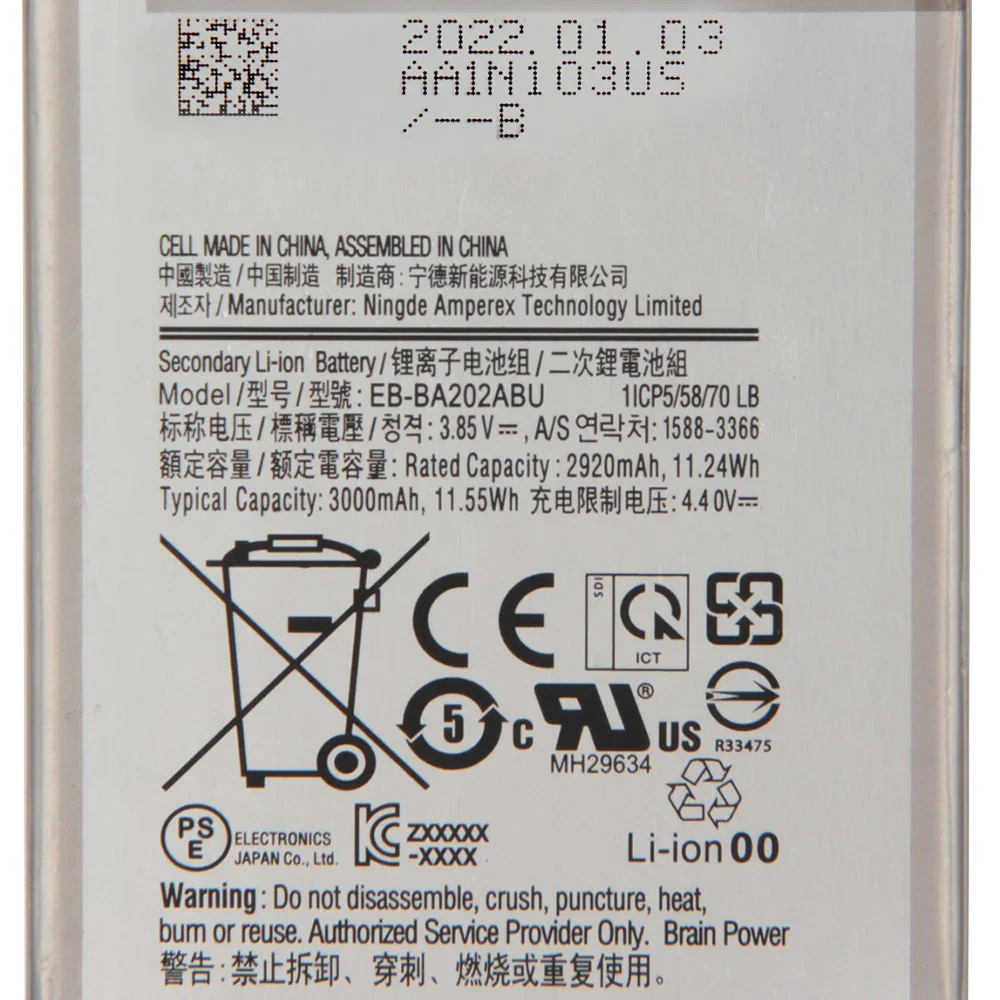 2022.01.03
AA1N103US
/--B
CELL MADE IN CHINA, ASSEMBLED IN CHINA
中國製造/中国制造 制造商:宁德新能源科技有限公司
제조자/Manufacturer: Ningde Amperex Technology Limited
Secondary Li-ion Battery/锂离子电池组/二次鋰電池組
Model/型号/型號: EB-BA202ABU 1ICP5/58/70 LB
标称电压/標稱電壓/정격: 3.85V⎓, A/S 연락처: 1588-3366
額定容量/额定電容量: Rated Capacity: 2920mAh, 11.24Wh
Typical Capacity: 3000mAh, 11.55Wh 充电限制电压: 4.40V⎓
CE
SDI
ICT
5
c UR® US
R33475
MH29634
PSE
ELECTRONICS
JAPAN Co., Ltd.
KC
ZXXXXX
-XXXX
Li-ion 00
Warning: Do not disassemble, crush, puncture, heat,
burn or reuse. Authorized Service Provider Only. Brain Power
警告:禁止拆卸、穿刺、燃烧或重复使用。